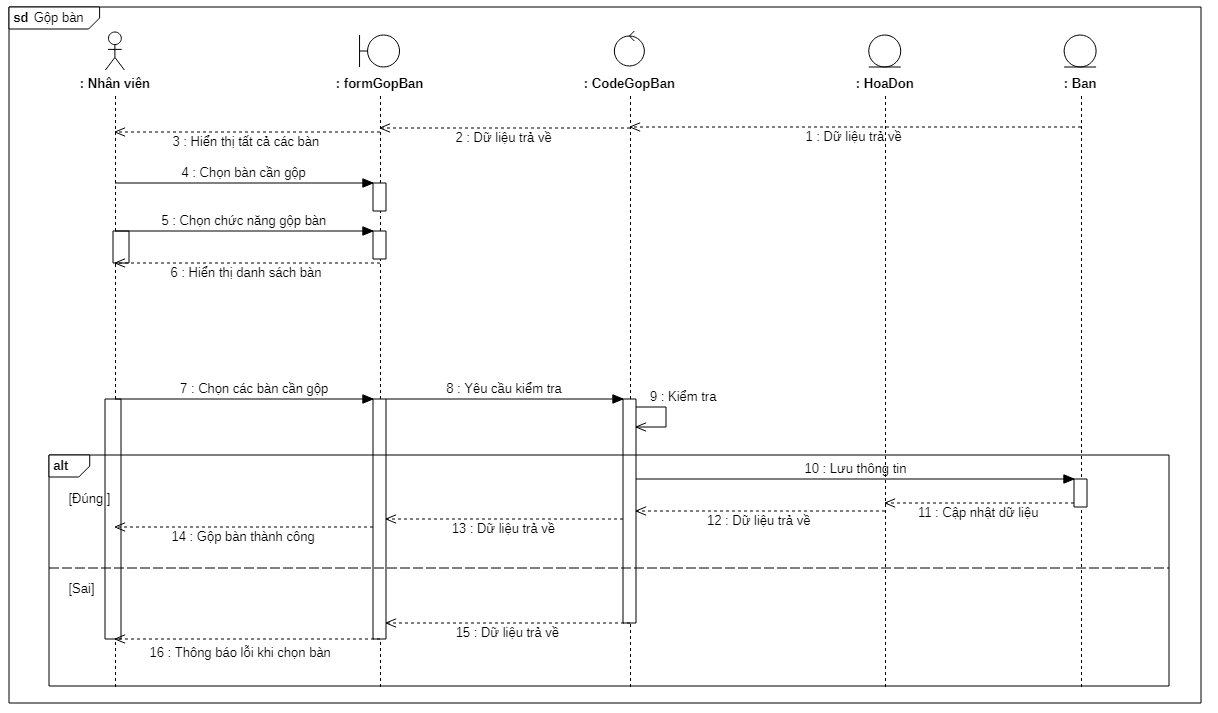 sd Gộp bàn
: Nhân viên
: formGopBan
: CodeGopBan
: HoaDon
: Ban
1 : Dữ liệu trả về
2 : Dữ liệu trả về
3 : Hiển thị tất cả các bàn
4 : Chọn bàn cần gộp
5 : Chọn chức năng gộp bàn
6 : Hiển thị danh sách bàn
7 : Chọn các bàn cần gộp
8 : Yêu cầu kiểm tra
9 : Kiểm tra
alt
10 : Lưu thông tin
[Đúng ]
11 : Cập nhật dữ liệu
12 : Dữ liệu trả về
13 : Dữ liệu trả về
14 : Gộp bàn thành công
[Sai]
15 : Dữ liệu trả về
16 : Thông báo lỗi khi chọn bàn